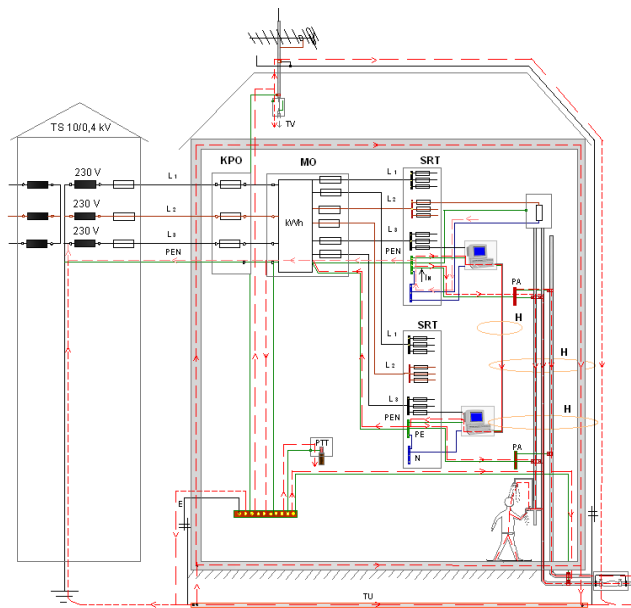 TV
TS 10/0,4 kV
KPO
MO
SRT
230 V
L1
L1
230 V
L2
kWh
L2
230 V
L3
L3
PEN
PEN
IN
PA
H
H
SRT
L1
L2
L3
PEN
H
PE
PTT
N
PA
E
TU